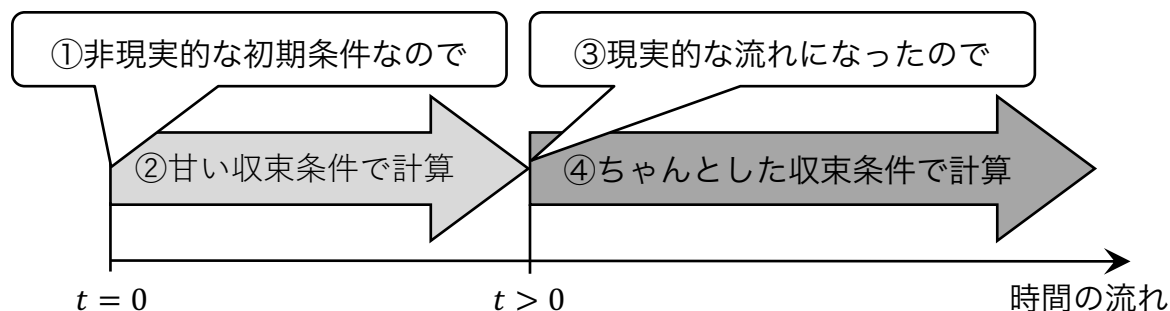 ①非現実的な初期条件なので
③現実的な流れになったので
②甘い収束条件で計算
④ちゃんとした収束条件で計算
t = 0
t > 0
時間の流れ